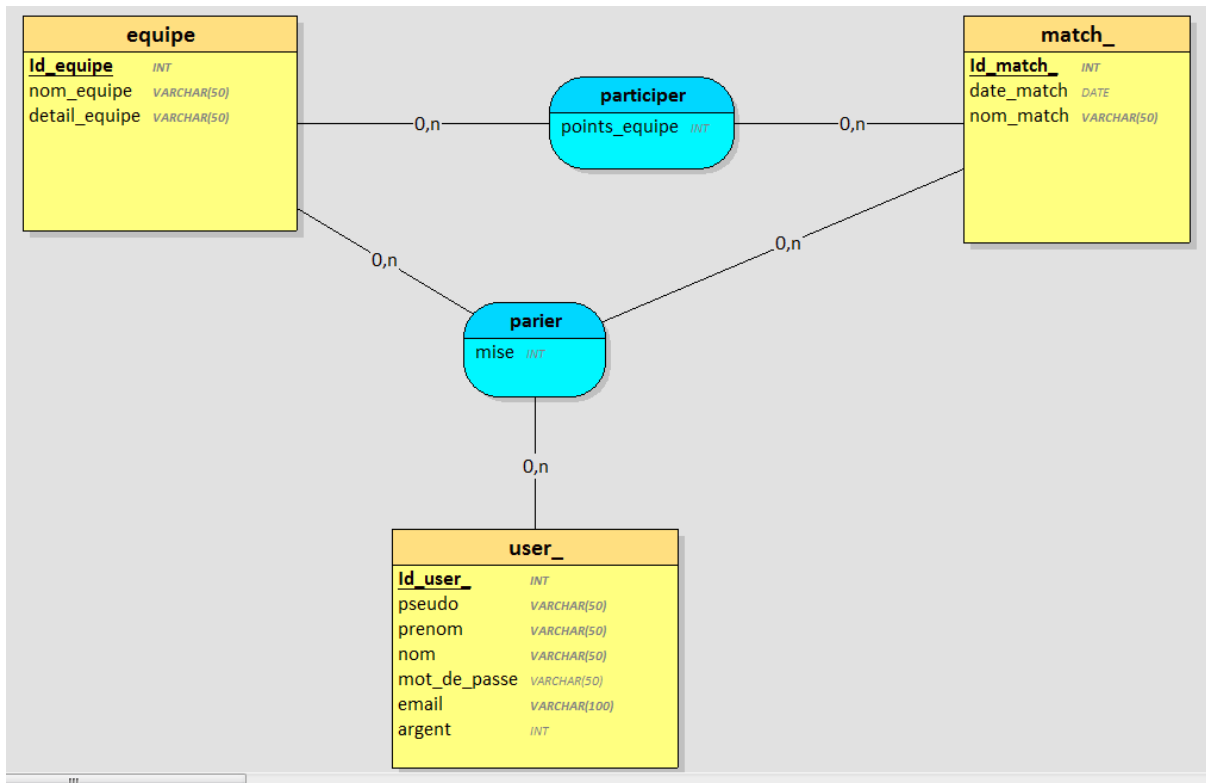 equipe
Id_equipe INT
nom_equipe VARCHAR(50)
detail_equipe VARCHAR(50)
0,n
participer
points_equipe INT
0,n
match_
Id_match_ INT
date_match DATE
nom_match VARCHAR(50)
0,n
0,n
parier
mise INT
0,n
user_
Id_user_ INT
pseudo VARCHAR(50)
prenom VARCHAR(50)
nom VARCHAR(50)
mot_de_passe VARCHAR(50)
email VARCHAR(100)
argent INT